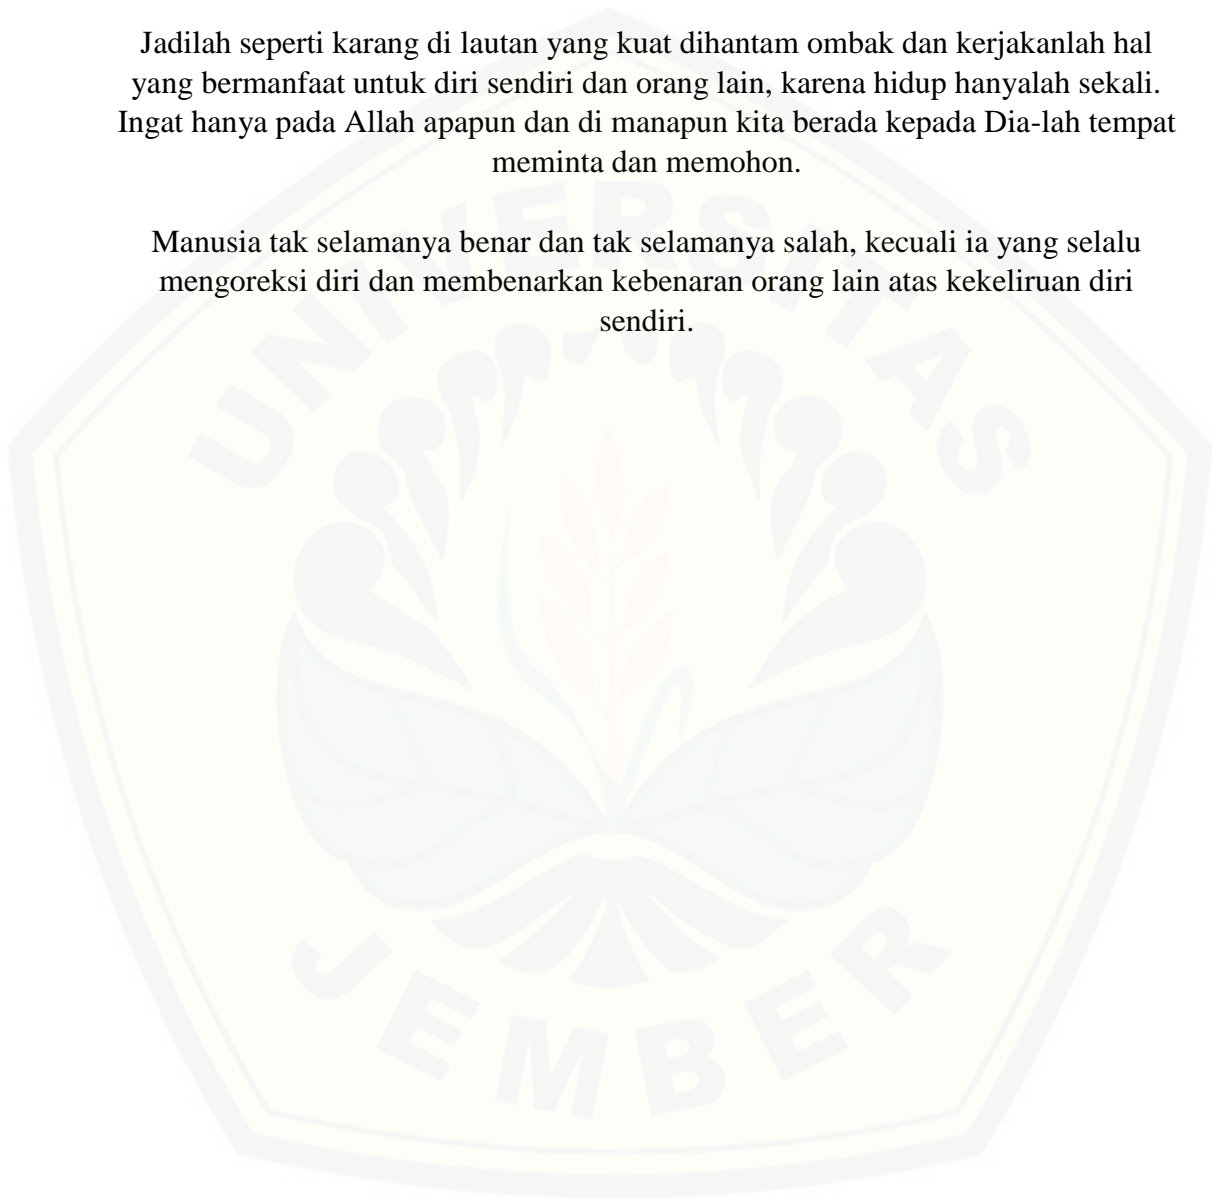 Jadilah seperti karang di lautan yang kuat dihantam ombak dan kerjakanlah hal
yang bermanfaat untuk diri sendiri dan orang lain, karena hidup hanyalah sekali.
Ingat hanya pada Allah apapun dan di manapun kita berada kepada Dia-lah tempat
meminta dan memohon.
Manusia tak selamanya benar dan tak selamanya salah, kecuali ia yang selalu
mengoreksi diri dan membenarkan kebenaran orang lain atas kekeliruan diri
sendiri.
UNIVERSITAS
JEMBER